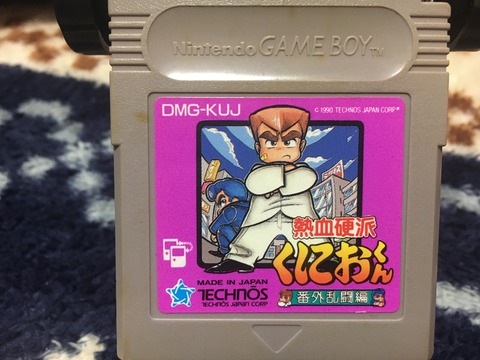 Nintendo GAME BOY TM
DMG-KUJ
© 1990 TECHNOS JAPAN CORP.
熱血硬派
くにおくん
番外乱闘編
MADE IN JAPAN
TECHNŌS
TECHNOS JAPAN CORP